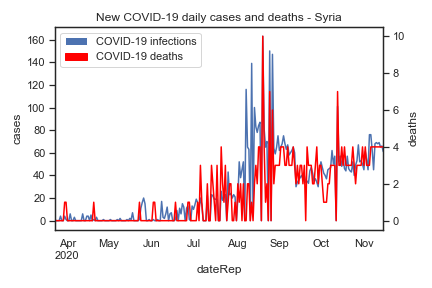 New COVID-19 daily cases and deaths - Syria
COVID-19 infections
COVID-19 deaths
160
140
120
100
80
60
40
20
0
cases
10
8
6
4
2
0
deaths
Apr May Jun Jul Aug Sep Oct Nov
2020
dateRep